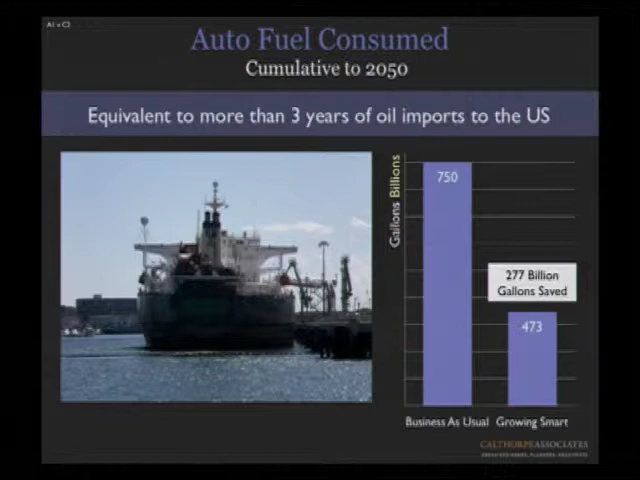 Auto Fuel Consumed
Cumulative to 2050
Equivalent to more than 3 years of oil imports to the US
Gallons Billions
750
277 Billion
Gallons Saved
473
Business As Usual Growing Smart
CALTHORPE ASSOCIATES